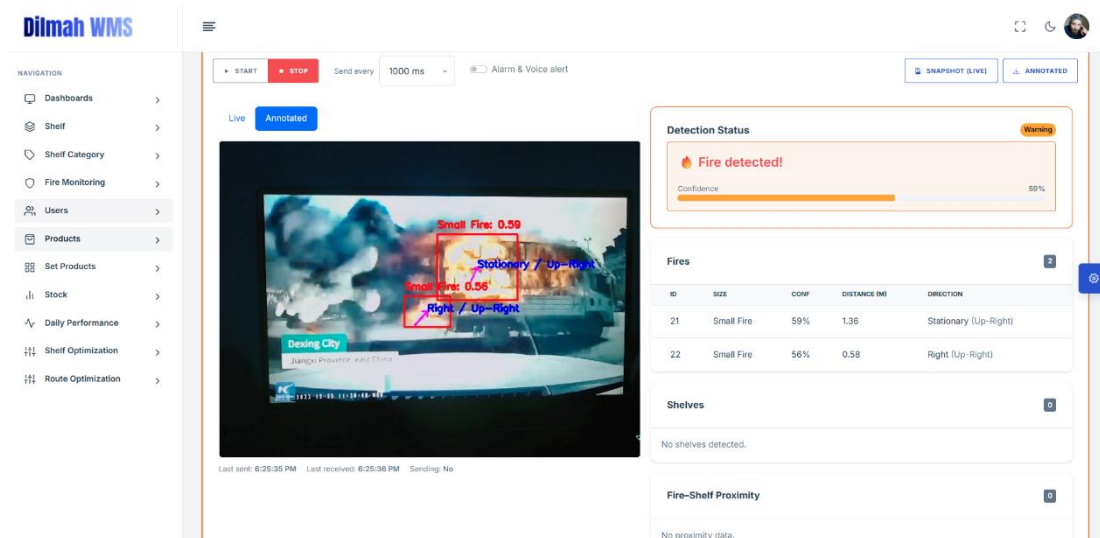 Dilmah WMS
NAVIGATION
Dashboards
Shelf
Shelf Category
Fire Monitoring
Users
Products
Set Products
Stock
Daily Performance
Shelf Optimization
Route Optimization
START
STOP
Send every
1000 ms
Alarm & Voice alert
SNAPSHOT (LIVE)
ANNOTATED
Live
Annotated
Small Fire: 0.59
Stationary / Up-Right
Small Fire: 0.56
Right / Up-Right
Dexing City
Jiangxi Province, east China
Last sent: 6:25:35 PM Last received: 6:25:36 PM Sending: No
Detection Status
Warning
Fire detected!
Confidence
59%
Fires
2
ID SIZE CONF DISTANCE (M) DIRECTION
21 Small Fire 59% 1.36 Stationary (Up-Right)
22 Small Fire 56% 0.58 Right (Up-Right)
Shelves
0
No shelves detected.
Fire–Shelf Proximity
0
No proximity data.